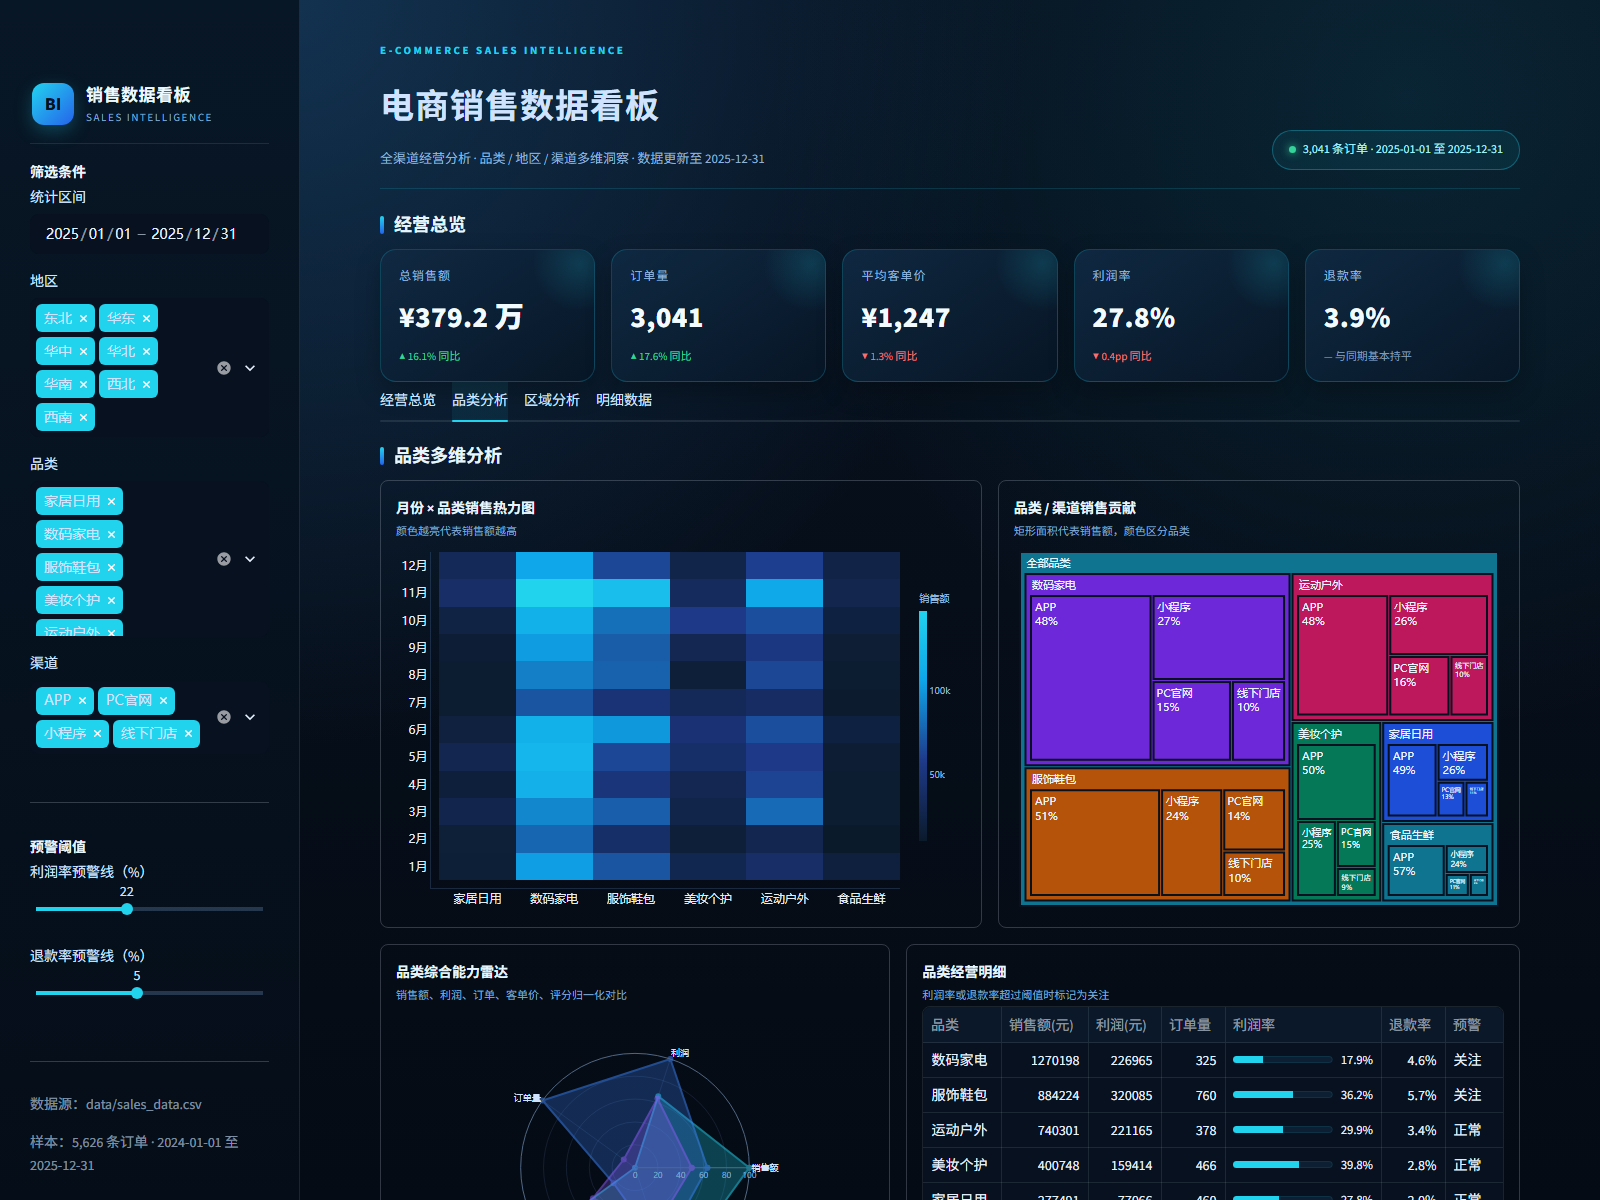 BI
销售数据看板
SALES INTELLIGENCE
筛选条件
统计区间
2025/01/01 – 2025/12/31
地区
东北 × 华东 ×
华中 × 华北 ×
华南 × 西北 ×
西南 ×
品类
家居日用 ×
数码家电 ×
服饰鞋包 ×
美妆个护 ×
运动户外 ×
渠道
APP × PC官网 ×
小程序 × 线下门店 ×
预警阈值
利润率预警线（%）
22
退款率预警线（%）
5
数据源：data/sales_data.csv
样本：5,626 条订单 · 2024-01-01 至
2025-12-31
E-COMMERCE SALES INTELLIGENCE
电商销售数据看板
全渠道经营分析 · 品类 / 地区 / 渠道多维洞察 · 数据更新至 2025-12-31
3,041 条订单 · 2025-01-01 至 2025-12-31
经营总览
总销售额
¥379.2 万
▲16.1% 同比
订单量
3,041
▲17.6% 同比
平均客单价
¥1,247
▼1.3% 同比
利润率
27.8%
▼0.4pp 同比
退款率
3.9%
— 与同期基本持平
经营总览 品类分析 区域分析 明细数据
品类多维分析
月份 × 品类销售热力图
颜色越亮代表销售额越高
12月
11月
10月
9月
8月
7月
6月
5月
4月
3月
2月
1月
家居日用 数码家电 服饰鞋包 美妆个护 运动户外 食品生鲜
销售额
100k
50k
品类 / 渠道销售贡献
矩形面积代表销售额，颜色区分品类
全部品类
数码家电
APP
48%
小程序
27%
PC官网
15%
线下门店
10%
运动户外
APP
48%
小程序
26%
PC官网
16%
线下门店
10%
服饰鞋包
APP
51%
小程序
24%
PC官网
14%
线下门店
10%
美妆个护
APP
50%
小程序
25%
PC官网
15%
线下门店
9%
家居日用
APP
49%
小程序
26%
PC官网
13%
食品生鲜
APP
57%
小程序
24%
PC官网
11%
品类综合能力雷达
销售额、利润、订单、客单价、评分归一化对比
利润
订单量
销售额
0 20 40 60 80 100
品类经营明细
利润率或退款率超过阈值时标记为关注
品类 销售额(元) 利润(元) 订单量 利润率 退款率 预警
数码家电 1270198 226965 325 17.9% 4.6% 关注
服饰鞋包 884224 320085 760 36.2% 5.7% 关注
运动户外 740301 221165 378 29.9% 3.4% 正常
美妆个护 400748 159414 466 39.8% 2.8% 正常
家居日用 277491 77066 460 27.8% 2.0% 正常